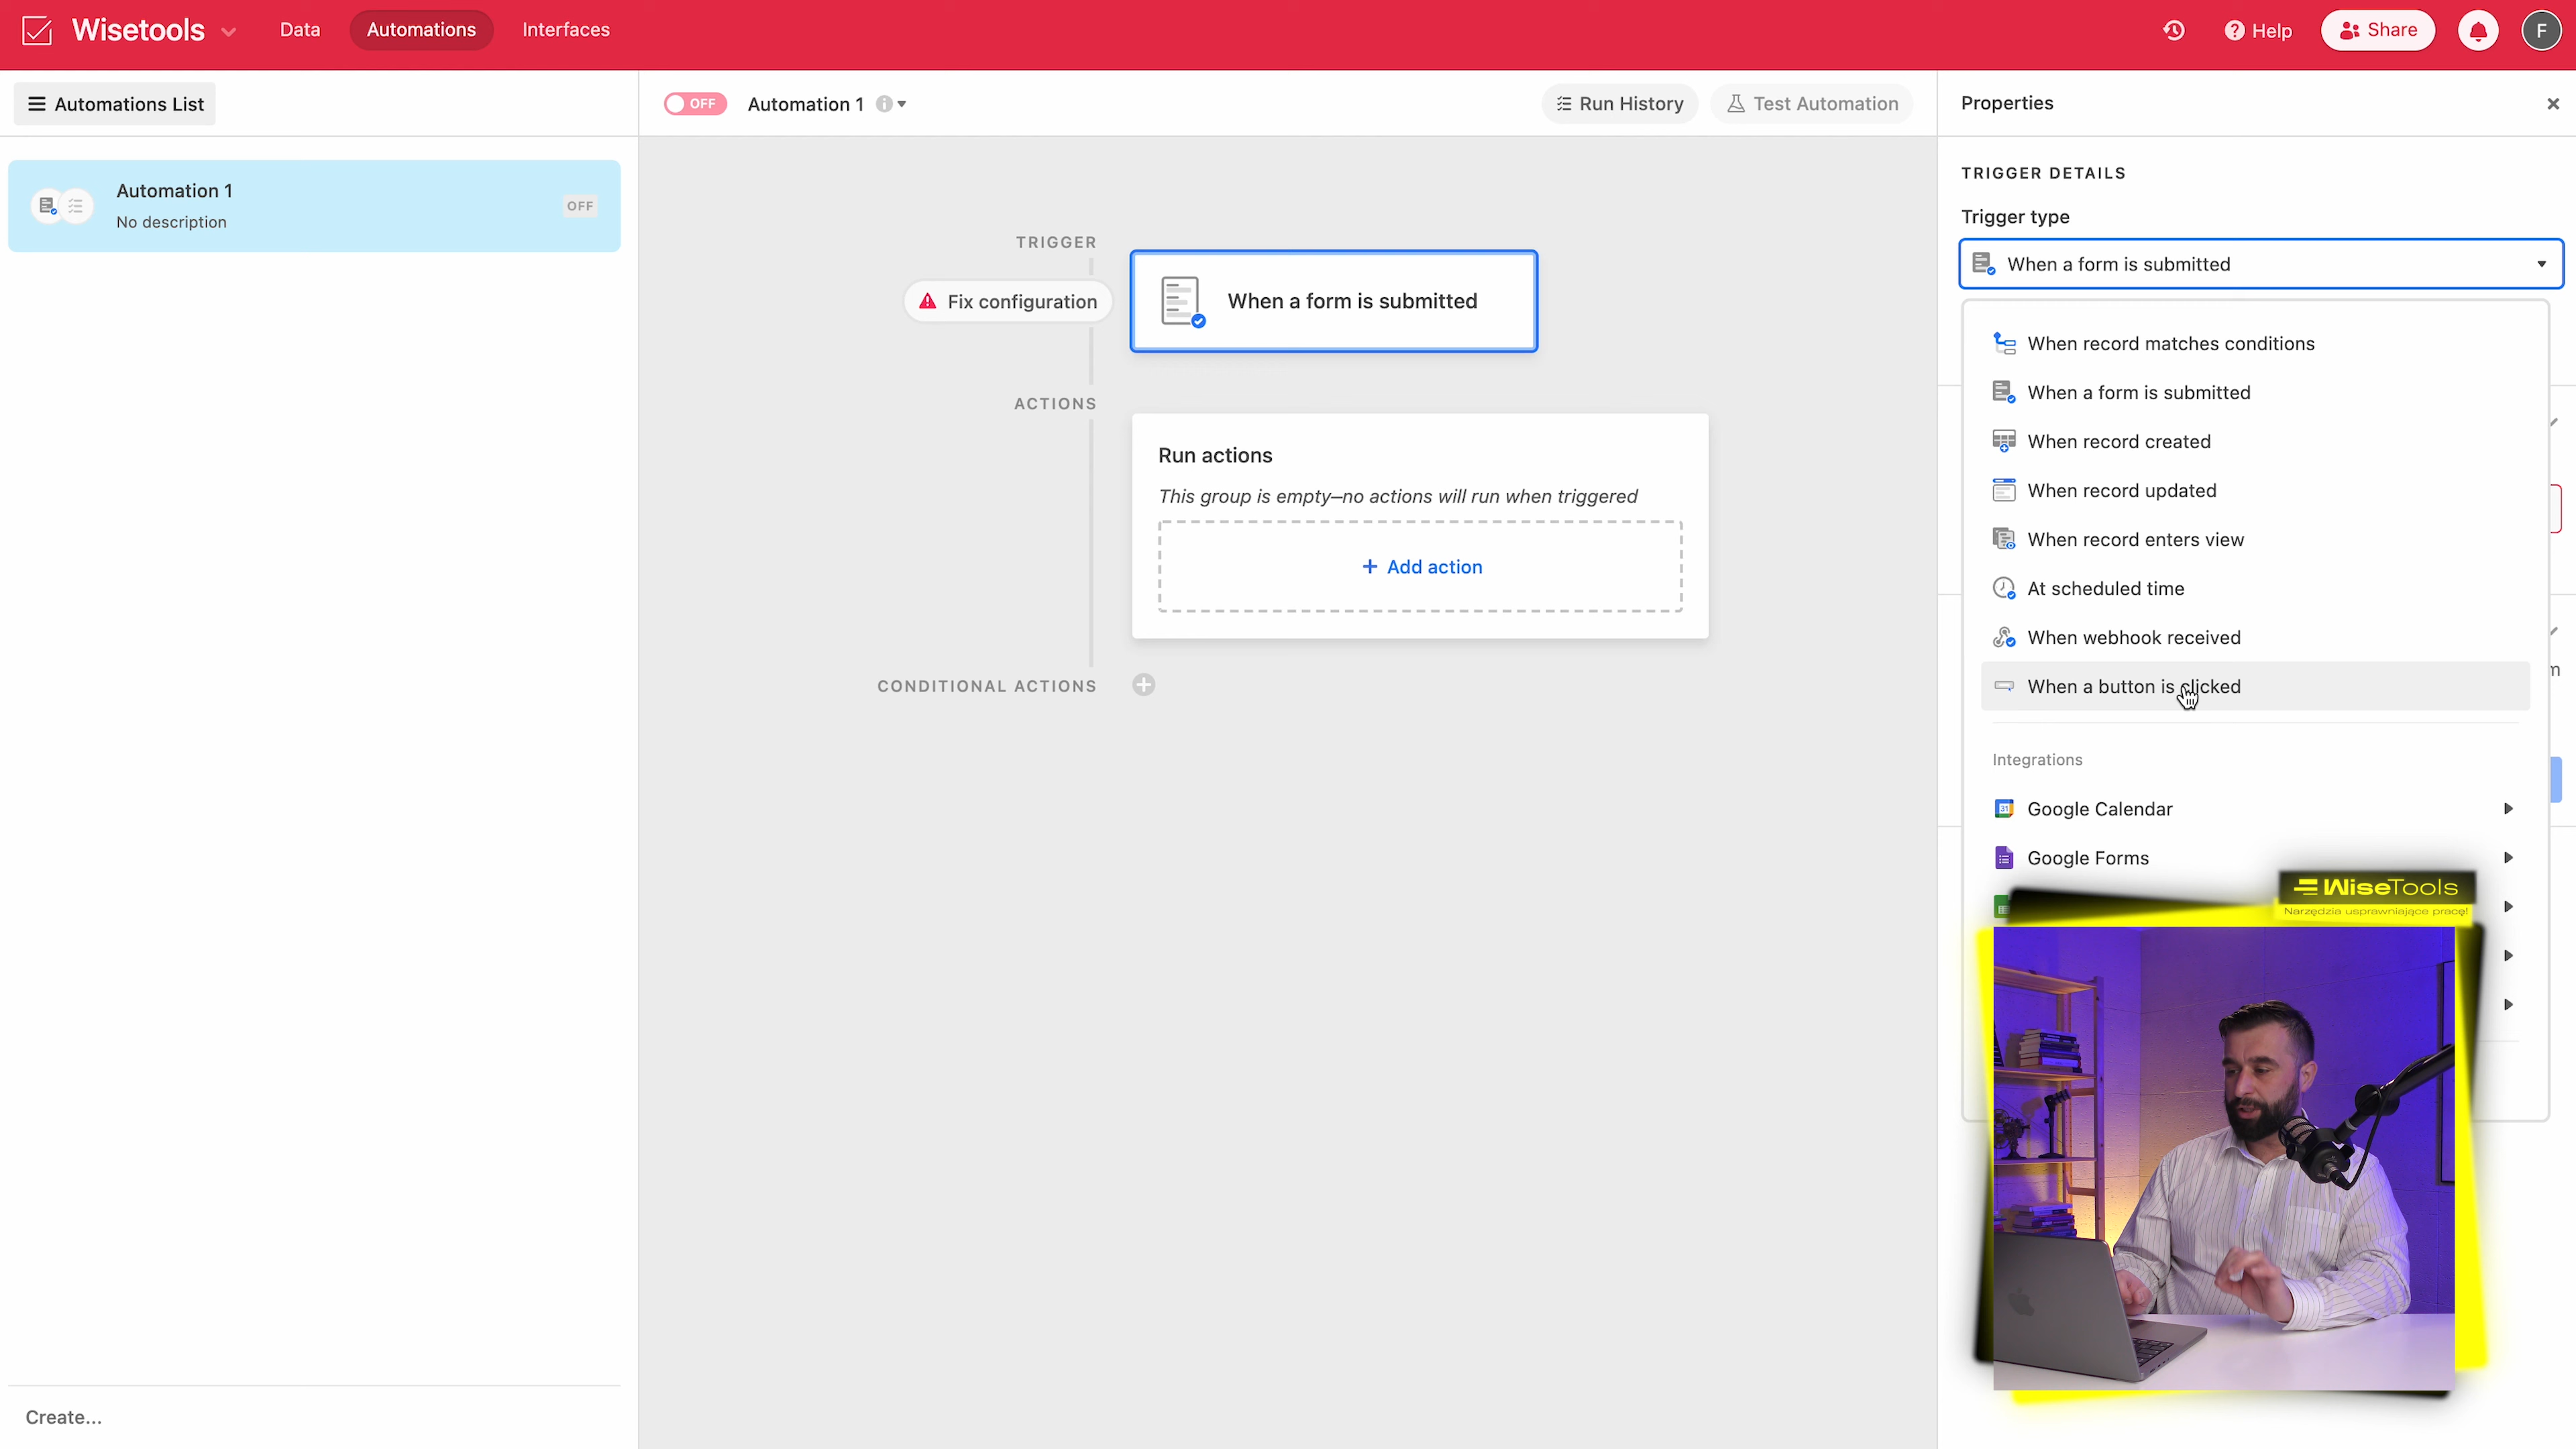 Wisetools
Data
Automations
Interfaces
Help
Share
F
Automations List
OFF
Automation 1
Run History
Test Automation
Properties
Automation 1
No description
OFF
TRIGGER
Fix configuration
When a form is submitted
ACTIONS
Run actions
This group is empty—no actions will run when triggered
+ Add action
CONDITIONAL ACTIONS
TRIGGER DETAILS
Trigger type
When a form is submitted
When record matches conditions
When a form is submitted
When record created
When record updated
When record enters view
At scheduled time
When webhook received
When a button is clicked
Integrations
31
Google Calendar
Google Forms
WiseTools
Narzędzia usprawniające pracę!
Create...